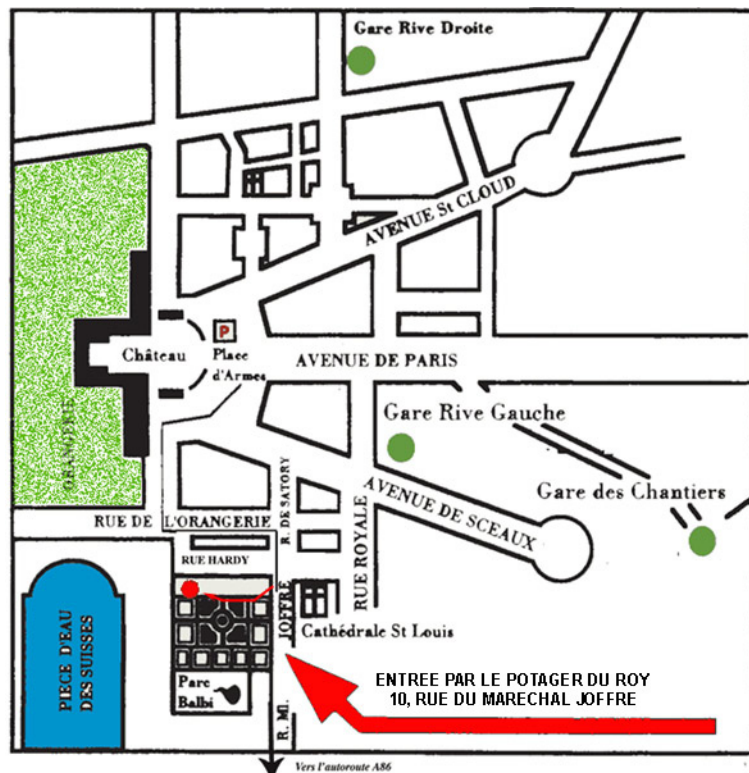 Gare Rive Droite
AVENUE St CLOUD
P
Château
Place
d'Armes
AVENUE DE PARIS
ORANGERIE
Gare Rive Gauche
Gare des Chantiers
AVENUE DE SCEAUX
R. DE SATORY
RUE DE L'ORANGERIE
RUE ROYALE
RUE HARDY
JOFFRE
Cathédrale St Louis
PIECE D'EAU
DES SUISSES
Parc
Balbi
R. Ml.
ENTREE PAR LE POTAGER DU ROY
10, RUE DU MARECHAL JOFFRE
Vers l'autoroute A86